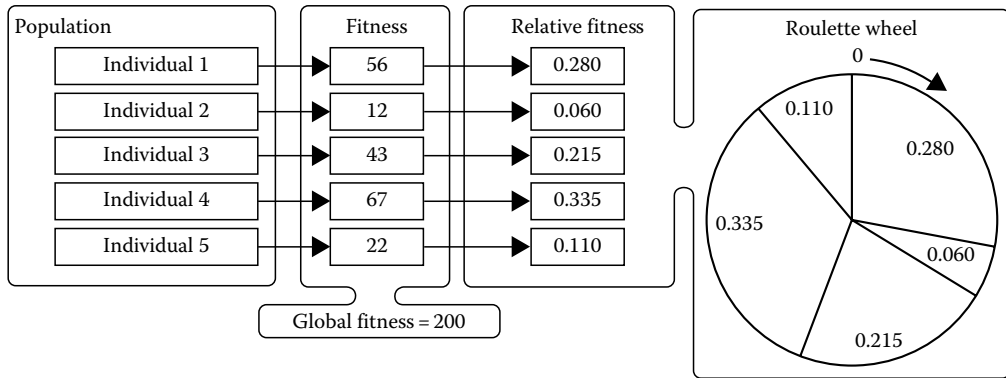 Population
Fitness
Relative fitness
Roulette wheel
Individual 1
56
0.280
Individual 2
12
0.060
Individual 3
43
0.215
Individual 4
67
0.335
Individual 5
22
0.110
Global fitness = 200
0
0.110
0.280
0.335
0.060
0.215